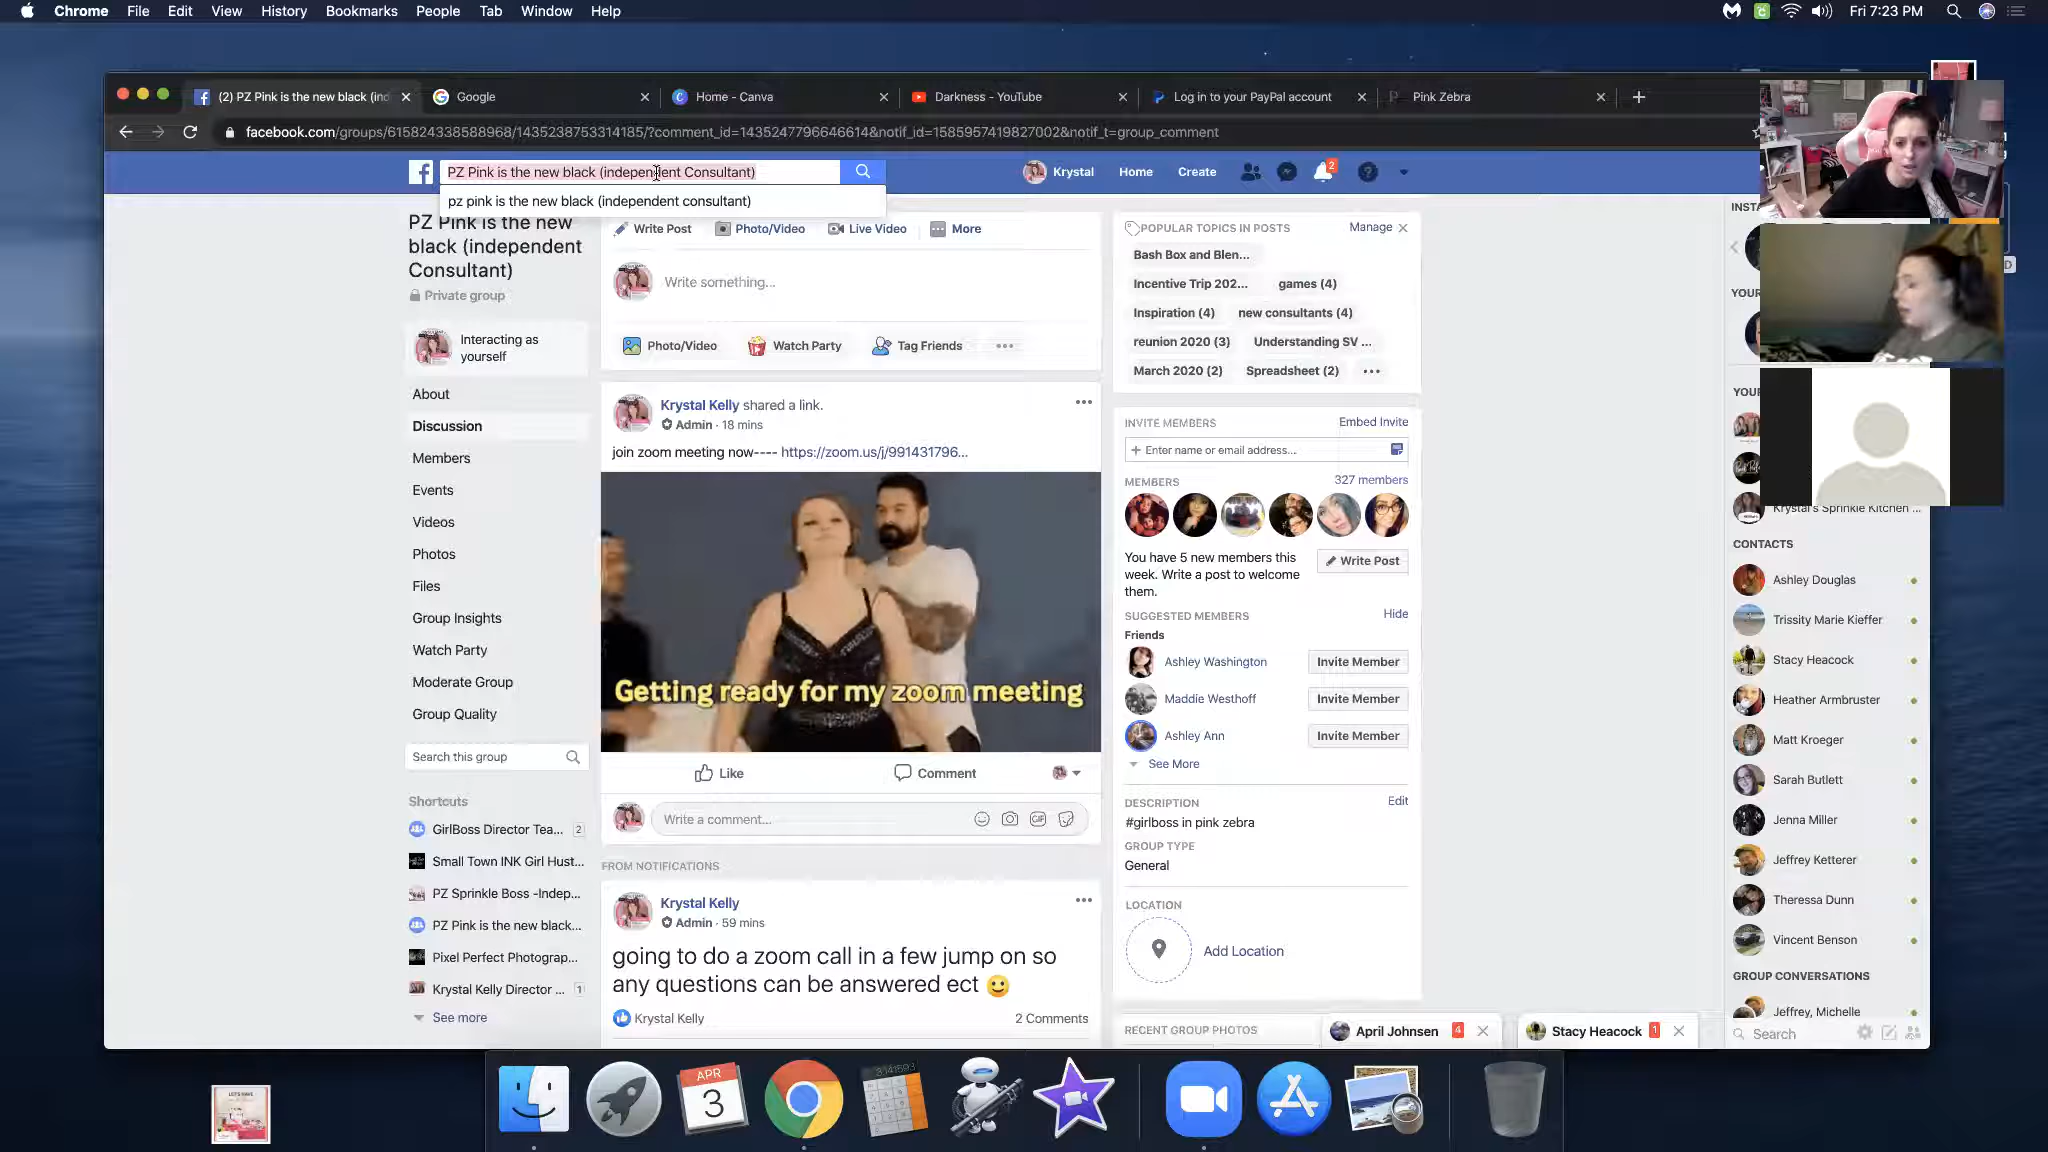 Chrome File Edit View History Bookmarks People Tab Window Help
Fri 7:23 PM
(2) PZ Pink is the new black (ind
Google
Home - Canva
Darkness - YouTube
Log in to your PayPal account
Pink Zebra
facebook.com/groups/615824338588968/1435238753314185/?comment_id=1435247796646614&notif_id=1585957419827002&notif_t=group_comment
PZ Pink is the new black (independent Consultant)
Krystal Home Create 2
pz pink is the new black (independent consultant)
PZ Pink is the new
black (independent
Consultant)
Private group
Interacting as
yourself
About
Discussion
Members
Events
Videos
Photos
Files
Group Insights
Watch Party
Moderate Group
Group Quality
Search this group
Shortcuts
GirlBoss Director Tea... 2
Small Town INK Girl Hust...
PZ Sprinkle Boss -Indep...
PZ Pink is the new black...
Pixel Perfect Photograp...
Krystal Kelly Director ... 1
See more
Write Post Photo/Video Live Video More
Write something...
Photo/Video Watch Party Tag Friends
Krystal Kelly shared a link.
Admin · 18 mins
join zoom meeting now---- https://zoom.us/j/991431796...
Getting ready for my zoom meeting
Like Comment
Write a comment...
GIF
FROM NOTIFICATIONS
Krystal Kelly
Admin · 59 mins
going to do a zoom call in a few jump on so
any questions can be answered ect
Krystal Kelly 2 Comments
POPULAR TOPICS IN POSTS Manage
Bash Box and Blen...
Incentive Trip 202... games (4)
Inspiration (4) new consultants (4)
reunion 2020 (3) Understanding SV ...
March 2020 (2) Spreadsheet (2)
INVITE MEMBERS Embed Invite
Enter name or email address...
MEMBERS 327 members
You have 5 new members this
week. Write a post to welcome
them.
Write Post
SUGGESTED MEMBERS Hide
Friends
Ashley Washington Invite Member
Maddie Westhoff Invite Member
Ashley Ann Invite Member
See More
DESCRIPTION Edit
#girlboss in pink zebra
GROUP TYPE
General
LOCATION
Add Location
RECENT GROUP PHOTOS
April Johnsen 4
Stacy Heacock 1
INSTA
YOUR
YOU
Krystal's Sprinkle Kitchen ...
CONTACTS
Ashley Douglas
Trissity Marie Kieffer
Stacy Heacock
Heather Armbruster
Matt Kroeger
Sarah Butlett
Jenna Miller
Jeffrey Ketterer
Theressa Dunn
Vincent Benson
GROUP CONVERSATIONS
Jeffrey, Michelle
Search
APR
3
3.141593